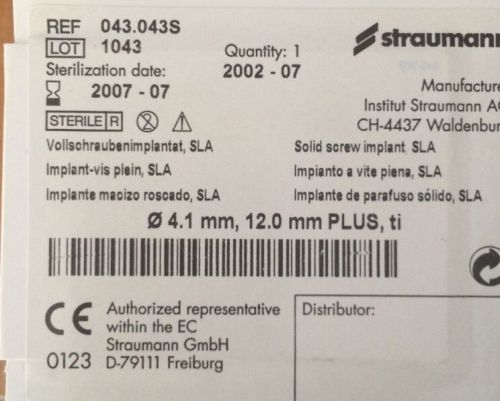 REF 043.043S
LOT 1043
Quantity: 1
straumann
Sterilization date: 2002 - 07
2007 - 07
Manufacture
Institut Straumann AG
CH-4437 Waldenbur
STERILE R
Vollschraubenimplantat, SLA
Solid screw implant, SLA
Implant-vis plein, SLA
Impianto a vite piena, SLA
Implante macizo roscado, SLA
Implante de parafuso sólido, SLA
Ø 4.1 mm, 12.0 mm PLUS, ti
CE 0123
Authorized representative
within the EC
Straumann GmbH
D-79111 Freiburg
Distributor: